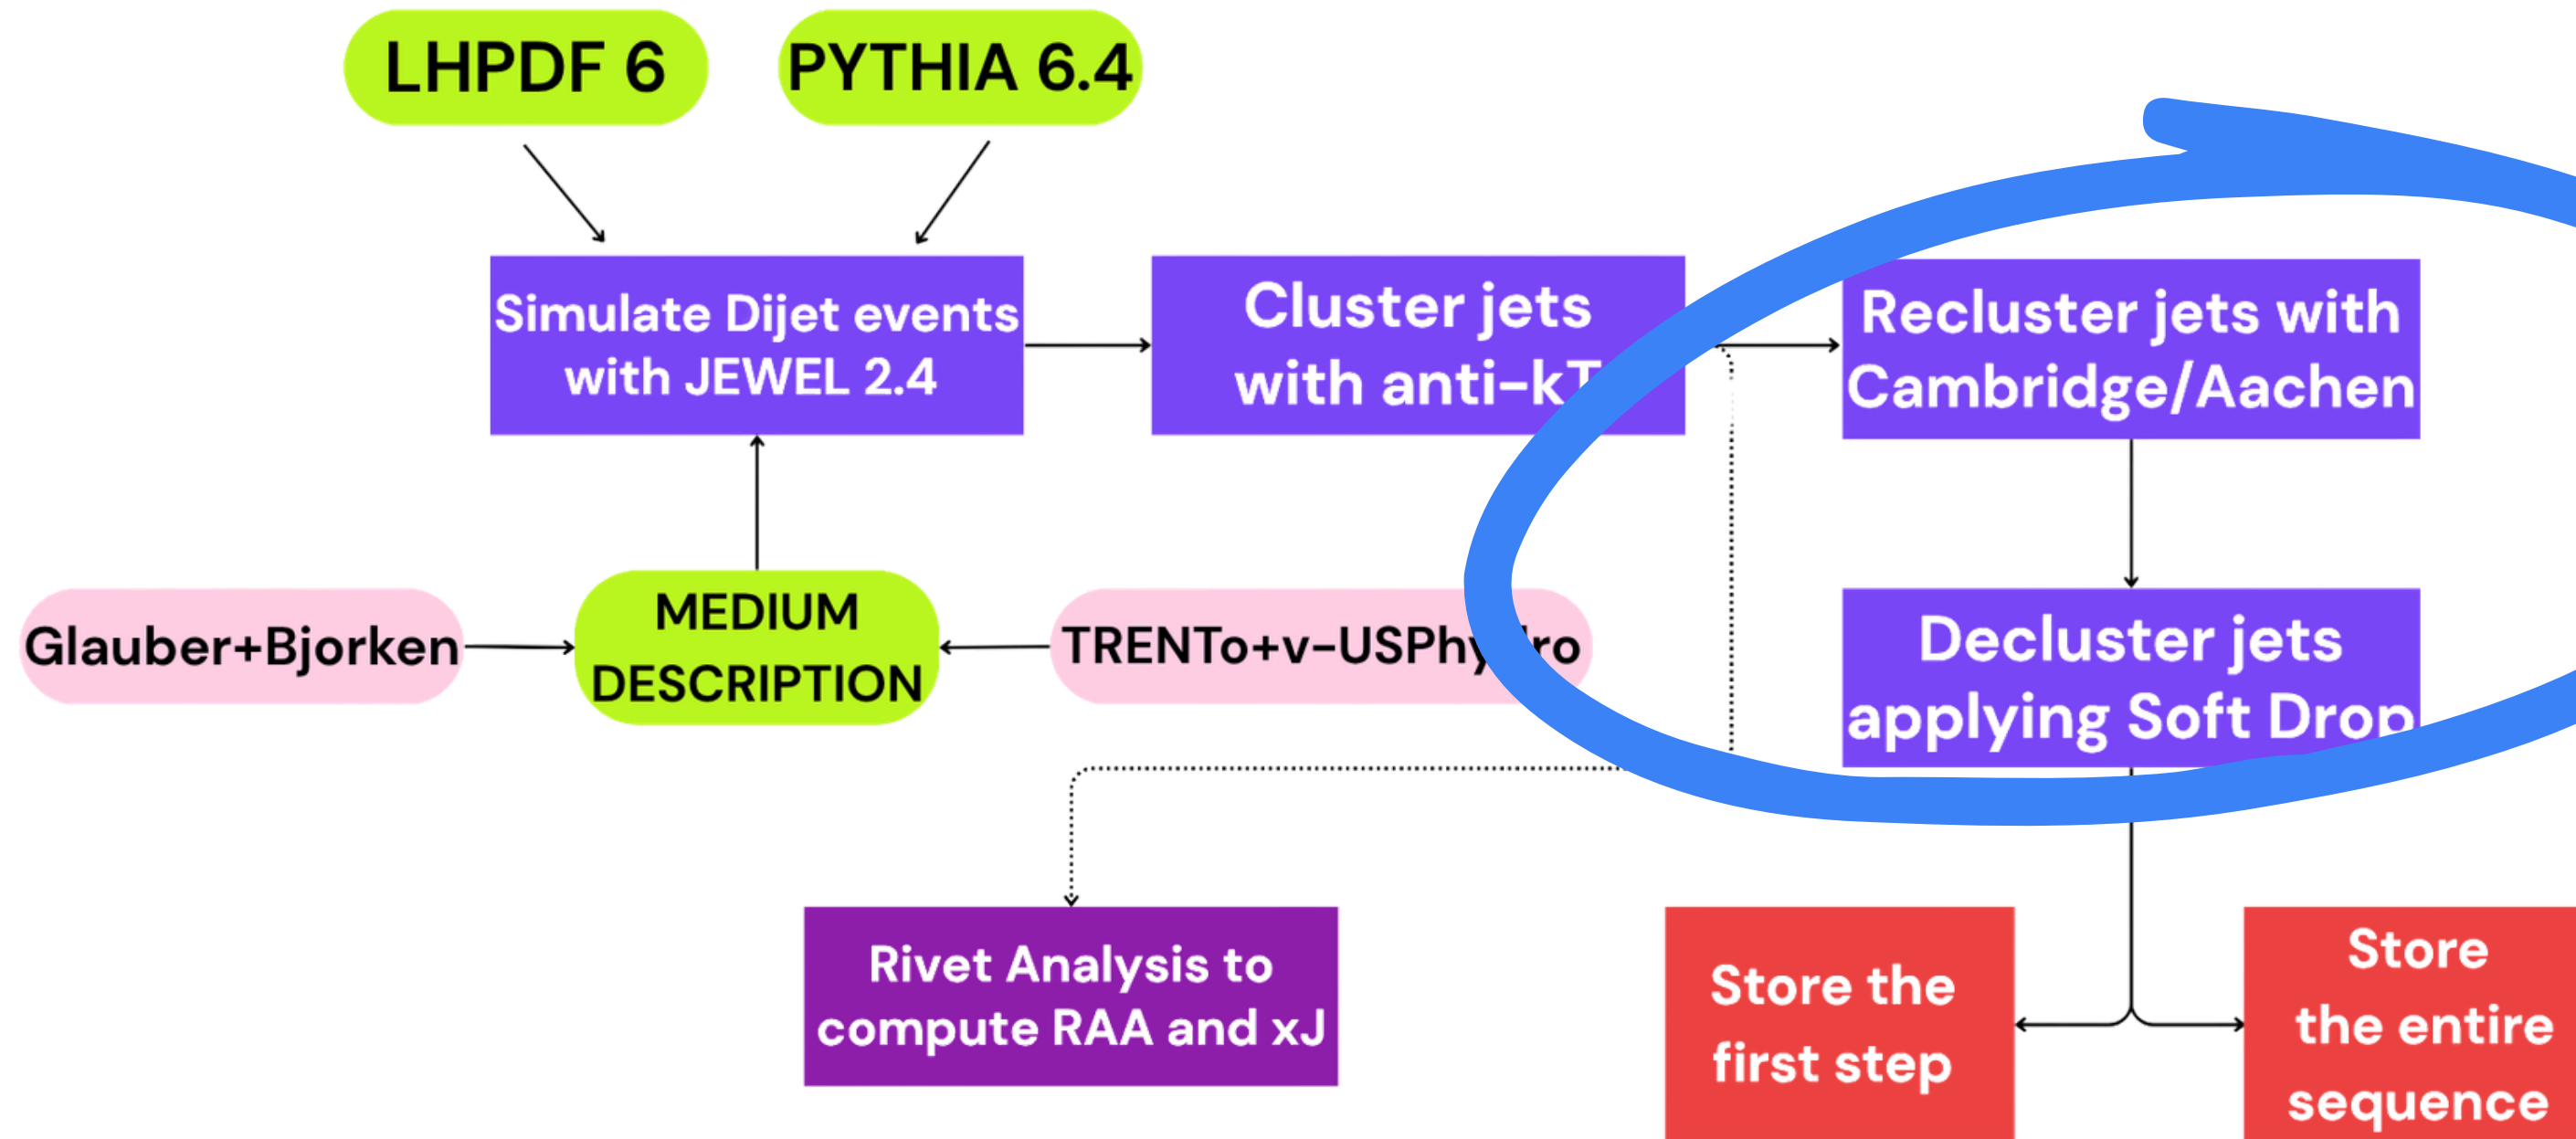 LHPDF 6
PYTHIA 6.4
Simulate Dijet events
with JEWEL 2.4
Cluster jets
with anti-kT
Recluster jets with
Cambridge/Aachen
Glauber+Bjorken
MEDIUM
DESCRIPTION
TRENTo+v-USPhydro
Decluster jets
applying Soft Drop
Rivet Analysis to
compute RAA and xJ
Store the
first step
Store
the entire
sequence